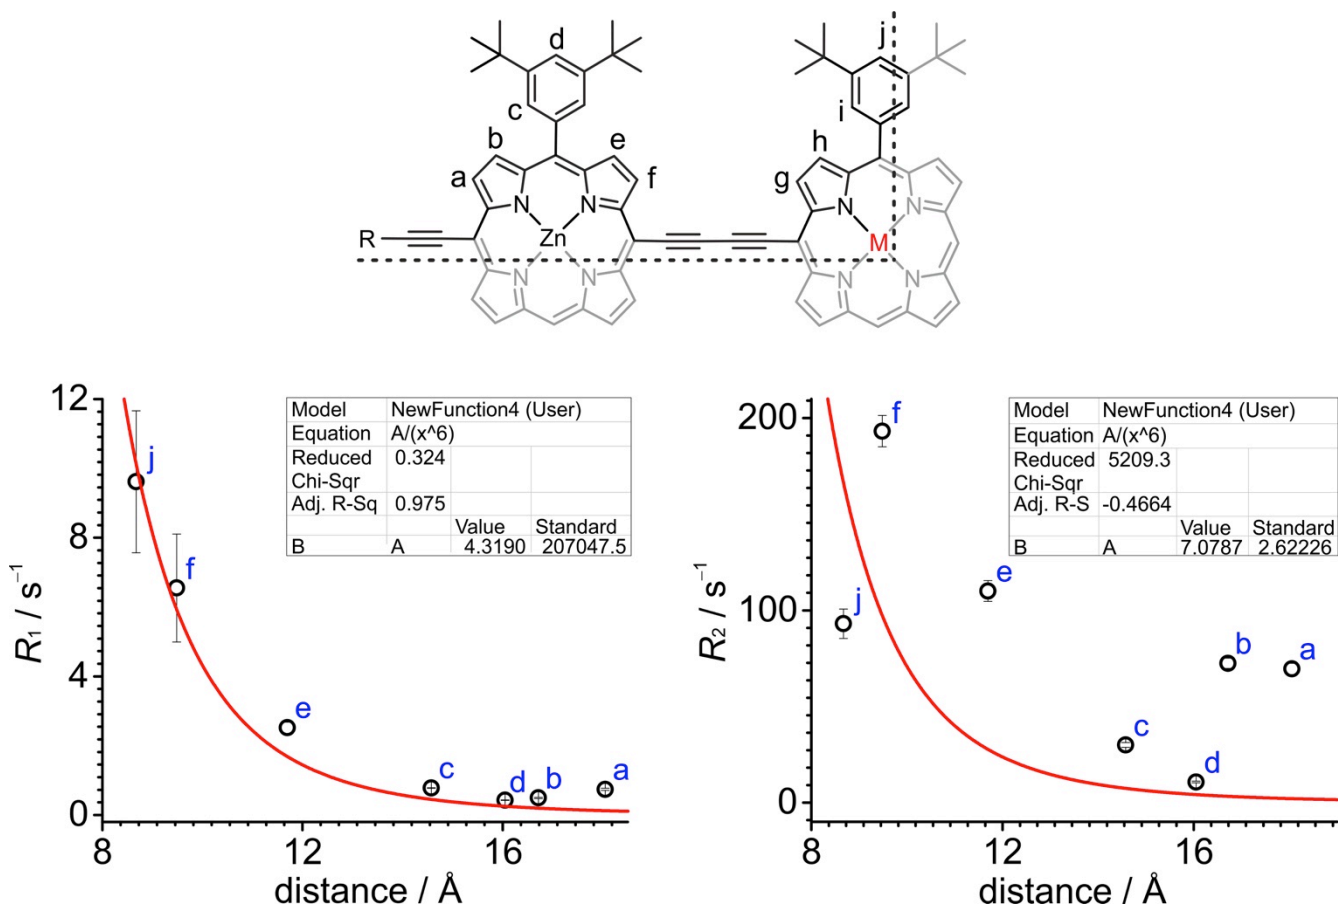 d
j
c
i
b
e
h
a
f
g
N N N N
R Zn M
N N N N
12
8
4
0
R1 / s−1
8 12 16
distance / Å
j
f
e
c
d
b
a
Model NewFunction4 (User)
Equation A/(x^6)
Reduced 0.324
Chi-Sqr
Adj. R-Sq 0.975
Value Standard
B A 4.3190 207047.5
200
100
0
R2 / s−1
8 12 16
distance / Å
f
j
e
b
a
c
d
Model NewFunction4 (User)
Equation A/(x^6)
Reduced 5209.3
Chi-Sqr
Adj. R-S -0.4664
Value Standard
B A 7.0787 2.62226